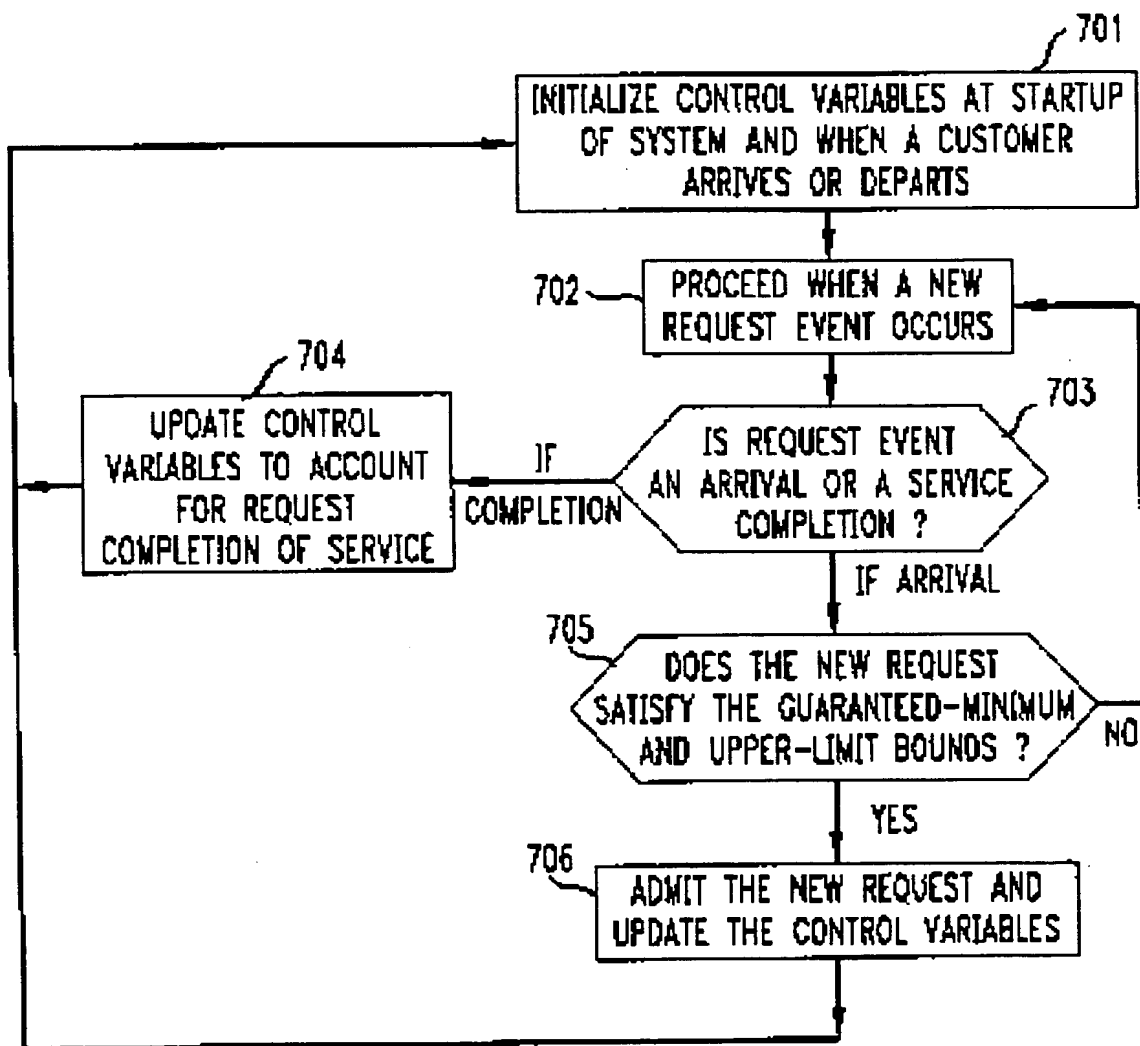 701
INITIALIZE CONTROL VARIABLES AT STARTUP
OF SYSTEM AND WHEN A CUSTOMER
ARRIVES OR DEPARTS
702
PROCEED WHEN A NEW
REQUEST EVENT OCCURS
704
UPDATE CONTROL
VARIABLES TO ACCOUNT
FOR REQUEST
COMPLETION OF SERVICE
IF
COMPLETION
703
IS REQUEST EVENT
AN ARRIVAL OR A SERVICE
COMPLETION ?
IF ARRIVAL
705
DOES THE NEW REQUEST
SATISFY THE GUARANTEED-MINIMUM
AND UPPER-LIMIT BOUNDS ?
NO
YES
706
ADMIT THE NEW REQUEST AND
UPDATE THE CONTROL VARIABLES